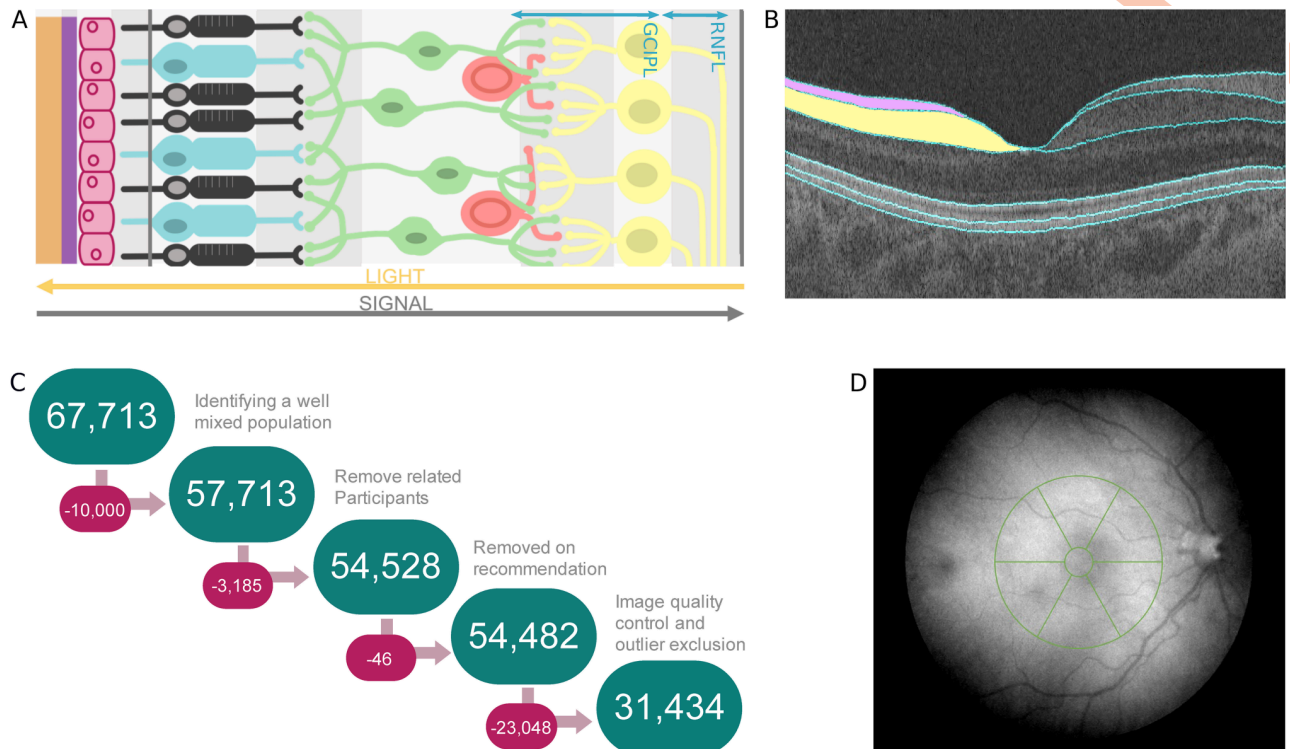 A
GCIPL
RNFL
LIGHT
SIGNAL
B
C
67,713
Identifying a well
mixed population
-10,000
57,713
Remove related
Participants
-3,185
54,528
Removed on
recommendation
-46
54,482
Image quality
control and
outlier exclusion
-23,048
31,434
D